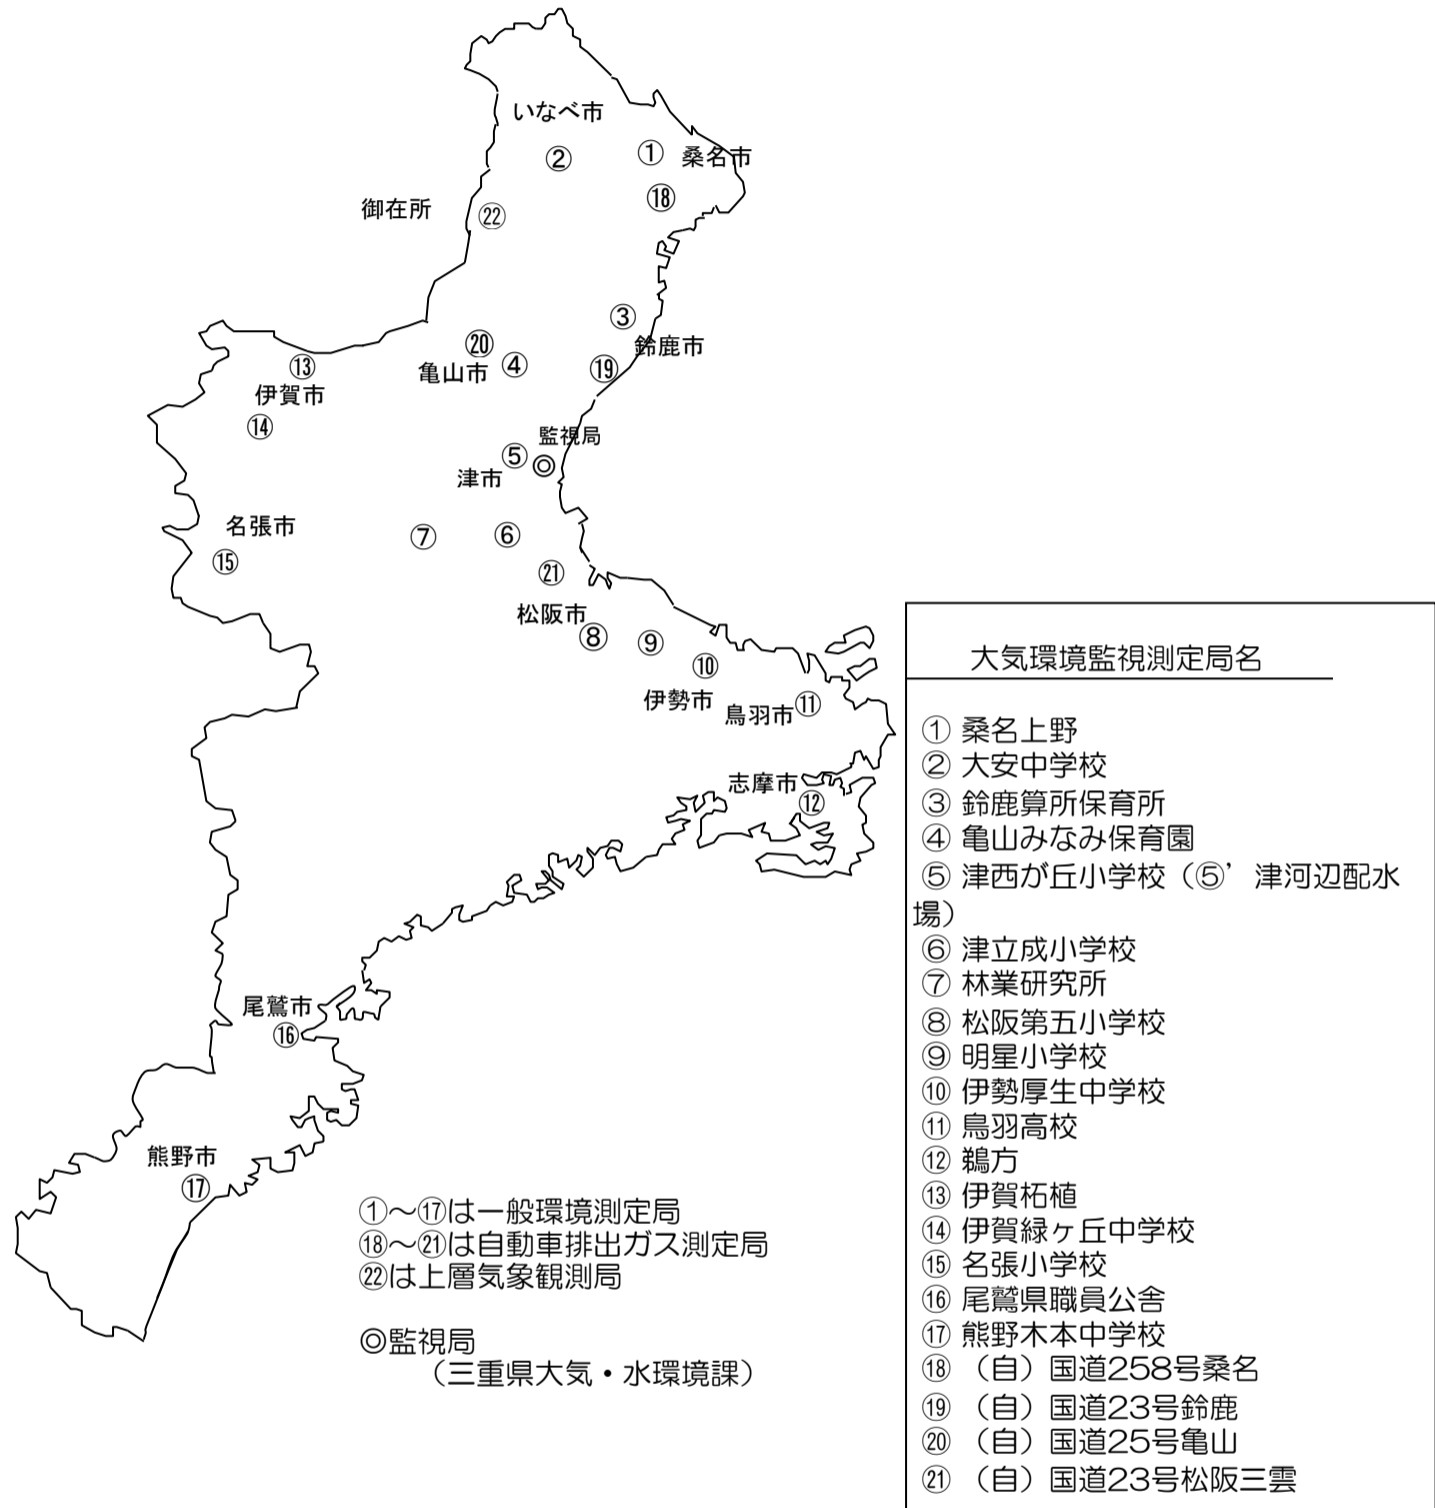 いなべ市
② ① 桑名市
⑱
御在所 ㉒
③
鈴鹿市
⑳
亀山市 ④ ⑲
⑬
伊賀市
⑭
監視局
⑤ ◎
津市
名張市
⑦ ⑥
⑮ ㉑
松阪市
⑧ ⑨
⑩
伊勢市
鳥羽市 ⑪
志摩市
⑫
尾鷲市
⑯
熊野市
⑰
①～⑰は一般環境測定局
⑱～㉑は自動車排出ガス測定局
㉒は上層気象観測局
◎監視局
（三重県大気・水環境課）
大気環境監視測定局名
① 桑名上野
② 大安中学校
③ 鈴鹿算所保育所
④ 亀山みなみ保育園
⑤ 津西が丘小学校（⑤’津河辺配水
場）
⑥ 津立成小学校
⑦ 林業研究所
⑧ 松阪第五小学校
⑨ 明星小学校
⑩ 伊勢厚生中学校
⑪ 鳥羽高校
⑫ 鵜方
⑬ 伊賀柘植
⑭ 伊賀緑ヶ丘中学校
⑮ 名張小学校
⑯ 尾鷲県職員公舎
⑰ 熊野木本中学校
⑱ （自）国道258号桑名
⑲ （自）国道23号鈴鹿
⑳ （自）国道25号亀山
㉑ （自）国道23号松阪三雲